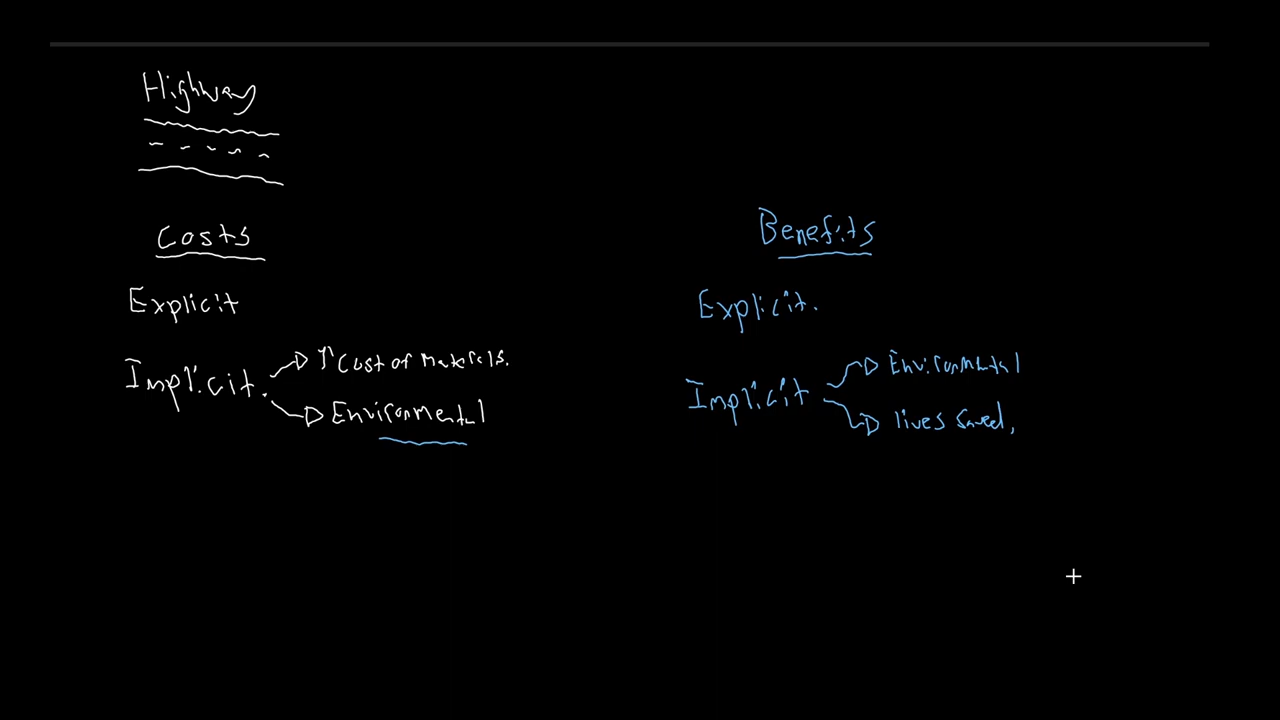 Highway
Costs
Explicit
Implicit.
↑ Cost of Materials.
Environmental
Benefits
Explicit.
Implicit
Environmental
lives saved,